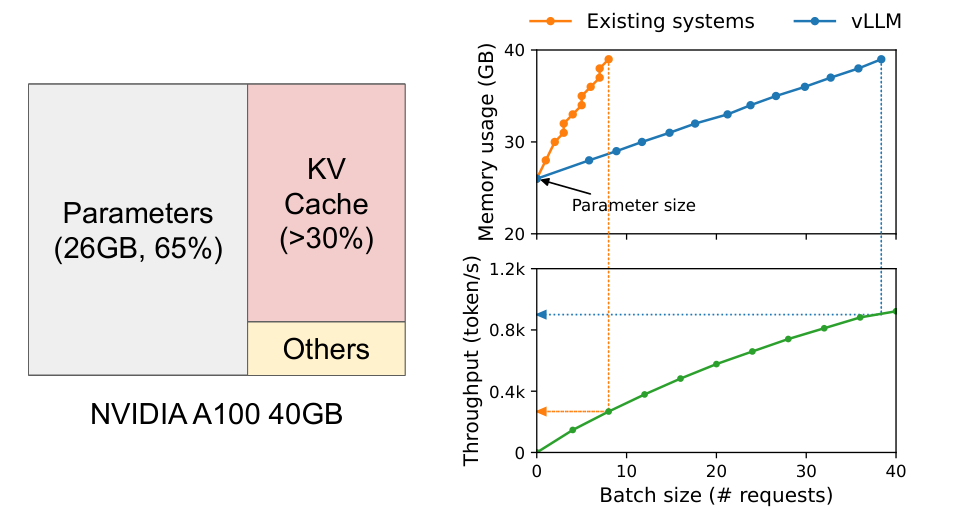 Parameters
(26GB, 65%)
KV
Cache
(>30%)
Others
NVIDIA A100 40GB
Existing systems
vLLM
Memory usage (GB)
40
30
20
Parameter size
Throughput (token/s)
1.2k
0.8k
0.4k
0
0 10 20 30 40
Batch size (# requests)